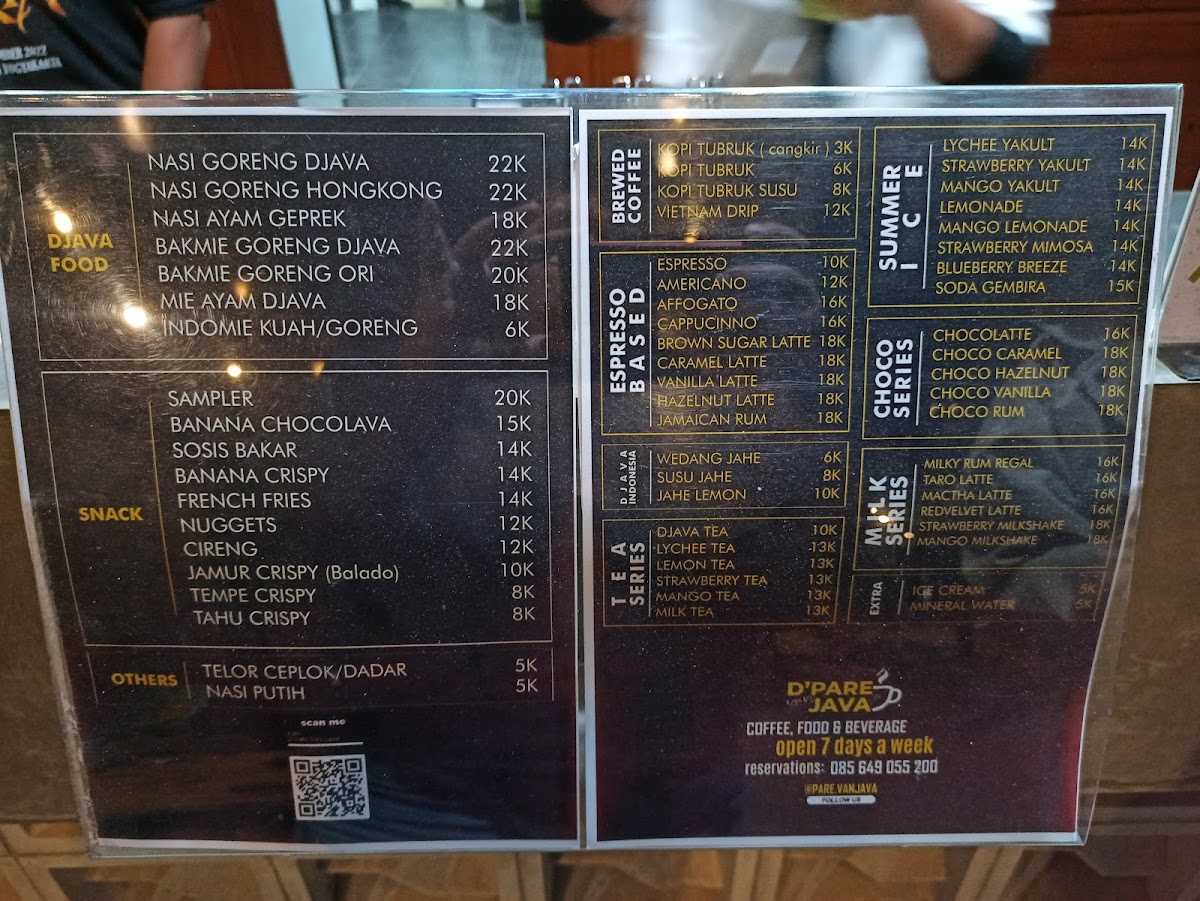 BER 2022
YOGYAKARTA
DJAVA FOOD
NASI GORENG DJAVA 22K
NASI GORENG HONGKONG 22K
NASI AYAM GEPREK 18K
BAKMIE GORENG DJAVA 22K
BAKMIE GORENG ORI 20K
MIE AYAM DJAVA 18K
INDOMIE KUAH/GORENG 6K
SNACK
SAMPLER 20K
BANANA CHOCOLAVA 15K
SOSIS BAKAR 14K
BANANA CRISPY 14K
FRENCH FRIES 14K
NUGGETS 12K
CIRENG 12K
JAMUR CRISPY (Balado) 10K
TEMPE CRISPY 8K
TAHU CRISPY 8K
OTHERS
TELOR CEPLOK/DADAR 5K
NASI PUTIH 5K
scan me
BREWED COFFEE
KOPI TUBRUK ( cangkir ) 3K
KOPI TUBRUK 6K
KOPI TUBRUK SUSU 8K
VIETNAM DRIP 12K
ESPRESSO BASED
ESPRESSO 10K
AMERICANO 12K
AFFOGATO 16K
CAPPUCINNO 16K
BROWN SUGAR LATTE 18K
CARAMEL LATTE 18K
VANILLA LATTE 18K
HAZELNUT LATTE 18K
JAMAICAN RUM 18K
DJAVA INDONESIA
WEDANG JAHE 6K
SUSU JAHE 8K
JAHE LEMON 10K
TEA SERIES
DJAVA TEA 10K
LYCHEE TEA 13K
LEMON TEA 13K
STRAWBERRY TEA 13K
MANGO TEA 13K
MILK TEA 13K
SUMMER ICE
LYCHEE YAKULT 14K
STRAWBERRY YAKULT 14K
MANGO YAKULT 14K
LEMONADE 14K
MANGO LEMONADE 14K
STRAWBERRY MIMOSA 14K
BLUEBERRY BREEZE 14K
SODA GEMBIRA 15K
CHOCO SERIES
CHOCOLATTE 16K
CHOCO CARAMEL 18K
CHOCO HAZELNUT 18K
CHOCO VANILLA 18K
CHOCO RUM 18K
MILK SERIES
MILKY RUM REGAL 16K
TARO LATTE 16K
MACTHA LATTE 16K
REDVELVET LATTE 16K
STRAWBERRY MILKSHAKE 18K
MANGO MILKSHAKE 18K
EXTRA
ICE CREAM 5K
MINERAL WATER 5K
D'PARE
JAVA
COFFEE, FOOD & BEVERAGE
open 7 days a week
reservations: 085 649 055 200
@PARE.VANJAVA
FOLLOW US